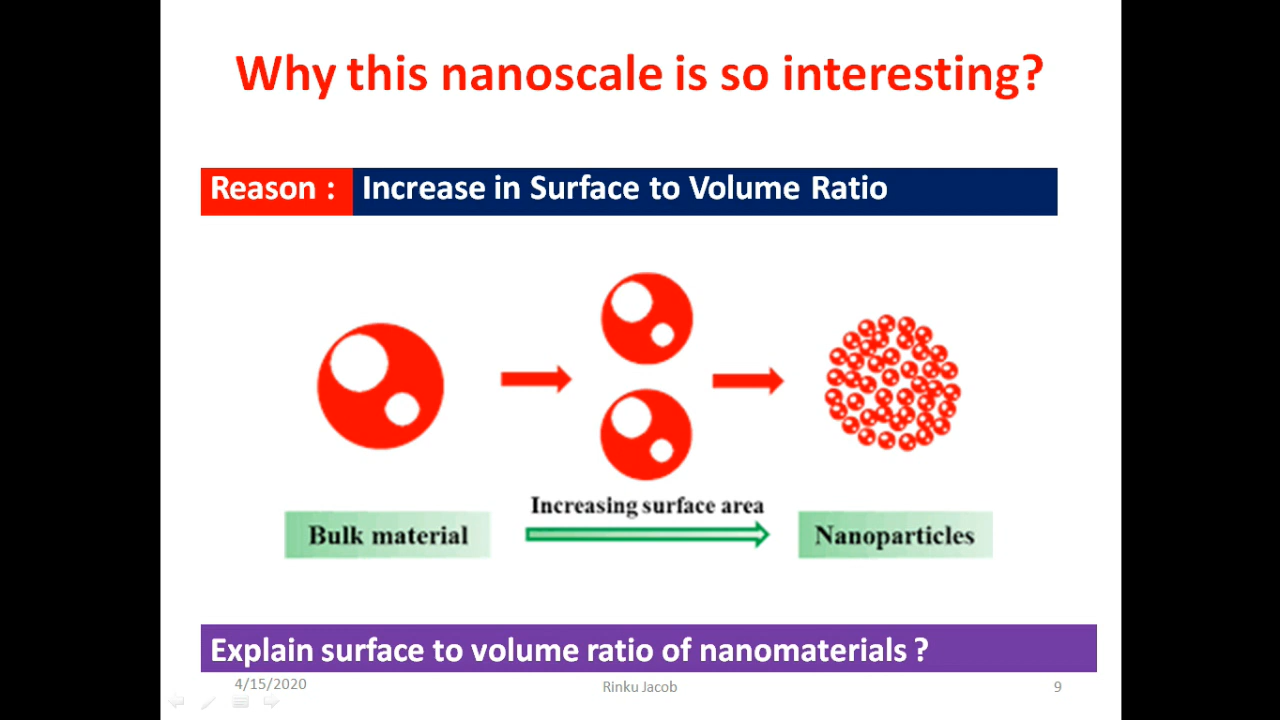 Why this nanoscale is so interesting?
Reason : Increase in Surface to Volume Ratio
Increasing surface area
Bulk material
Nanoparticles
Explain surface to volume ratio of nanomaterials ?
4/15/2020
Rinku Jacob
9